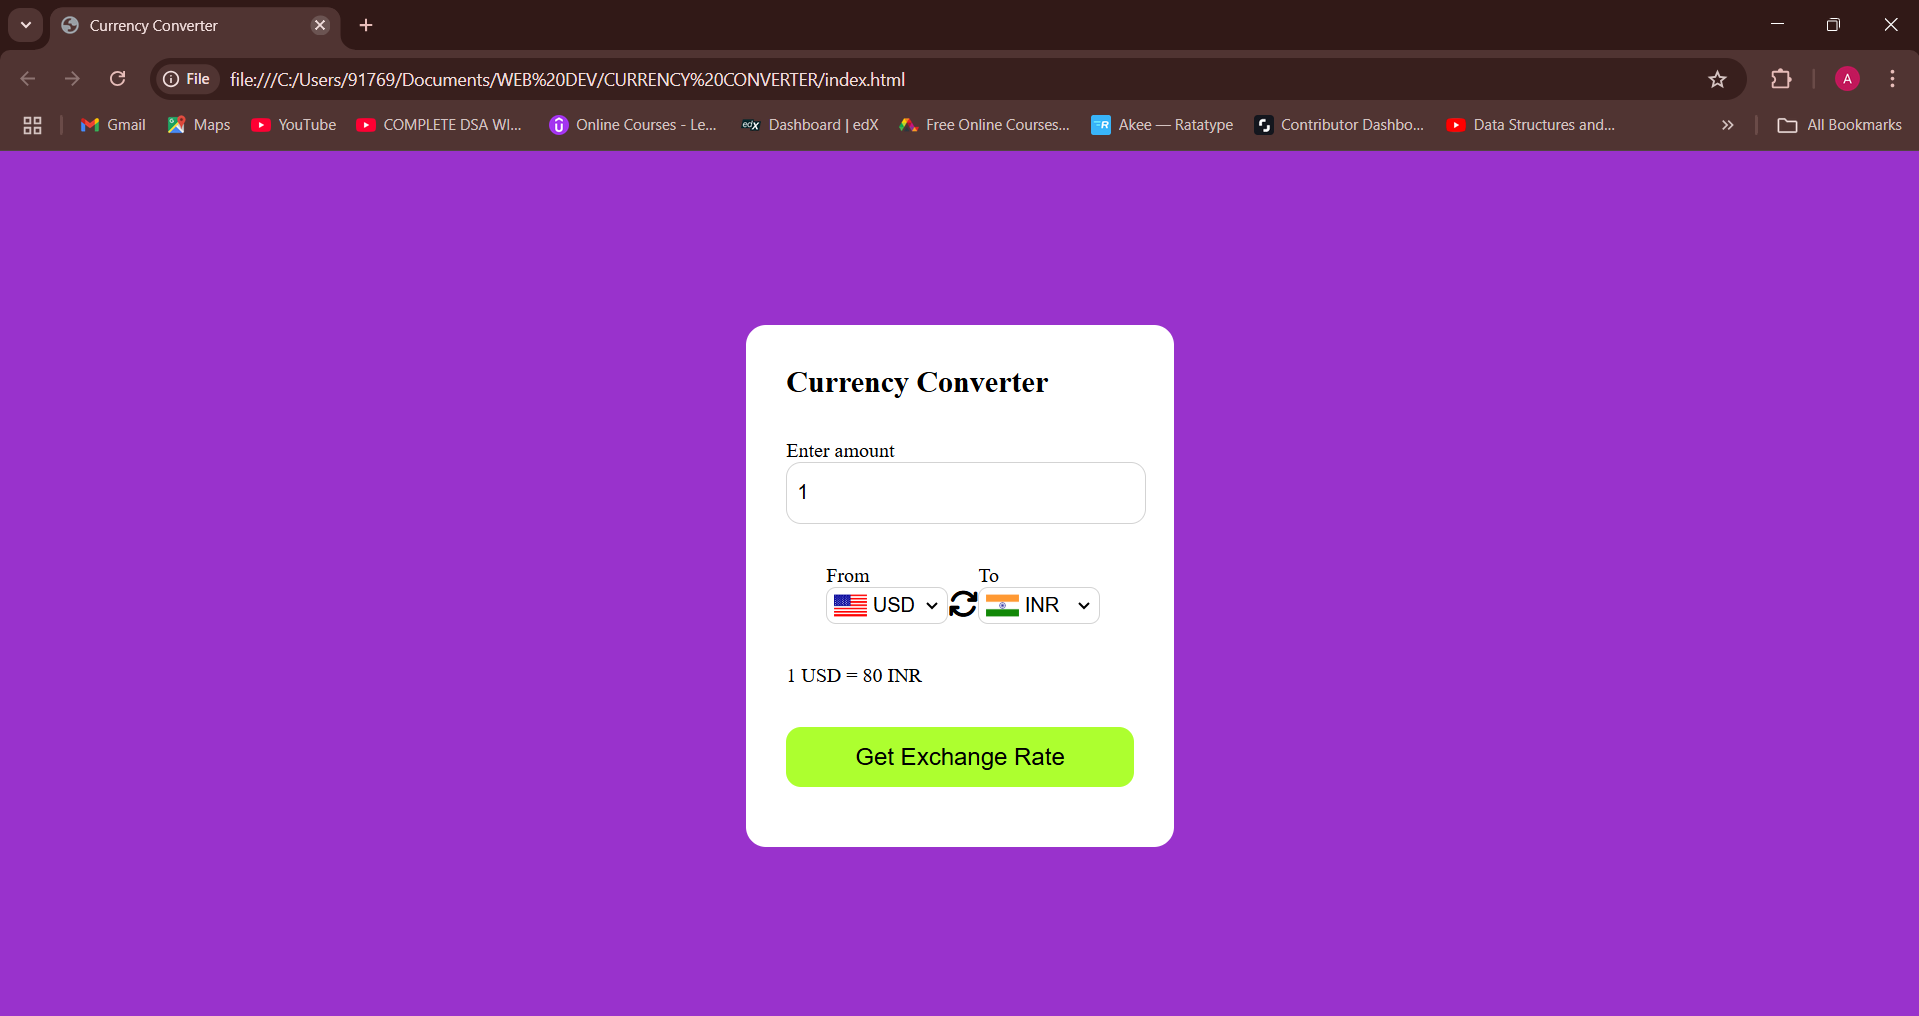 Currency Converter
File
file:///C:/Users/91769/Documents/WEB%20DEV/CURRENCY%20CONVERTER/index.html
A
Gmail
Maps
YouTube
COMPLETE DSA WI...
Online Courses - Le...
edX
Dashboard | edX
Free Online Courses...
R
Akee — Ratatype
Contributor Dashbo...
Data Structures and...
All Bookmarks
Currency Converter
Enter amount
1
From To
USD INR
1 USD = 80 INR
Get Exchange Rate